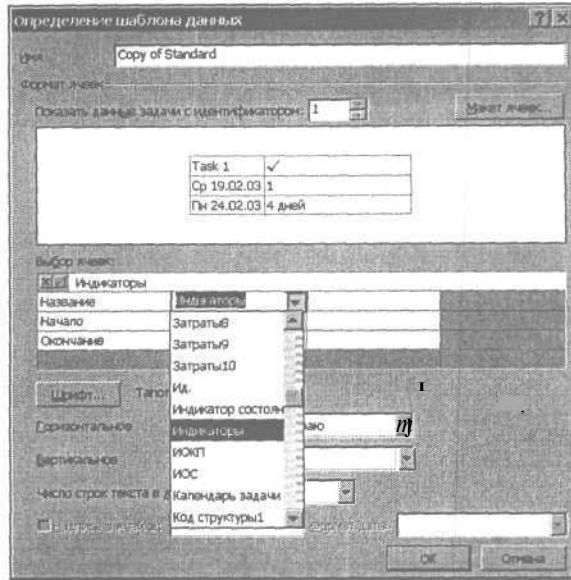 Определение шаблона данных
Имя
Copy of Standard
Формат ячеек
Показать данные задачи с идентификатором: 1
Макет ячеек...
Task 1
Ср 19.02.03 1
Пн 24.02.03 4 дней
Выбор ячеек:
Индикаторы
Название Индикаторы
Начало
Окончание
Затраты8
Затраты9
Затраты10
Ид.
Индикатор состоян
Индикаторы
ИОКП
ИОС
Календарь задачи
Код структуры1
Шрифт...
Горизонтальное
раю
Вертикальное
Число строк текста в
ОК
Отмена